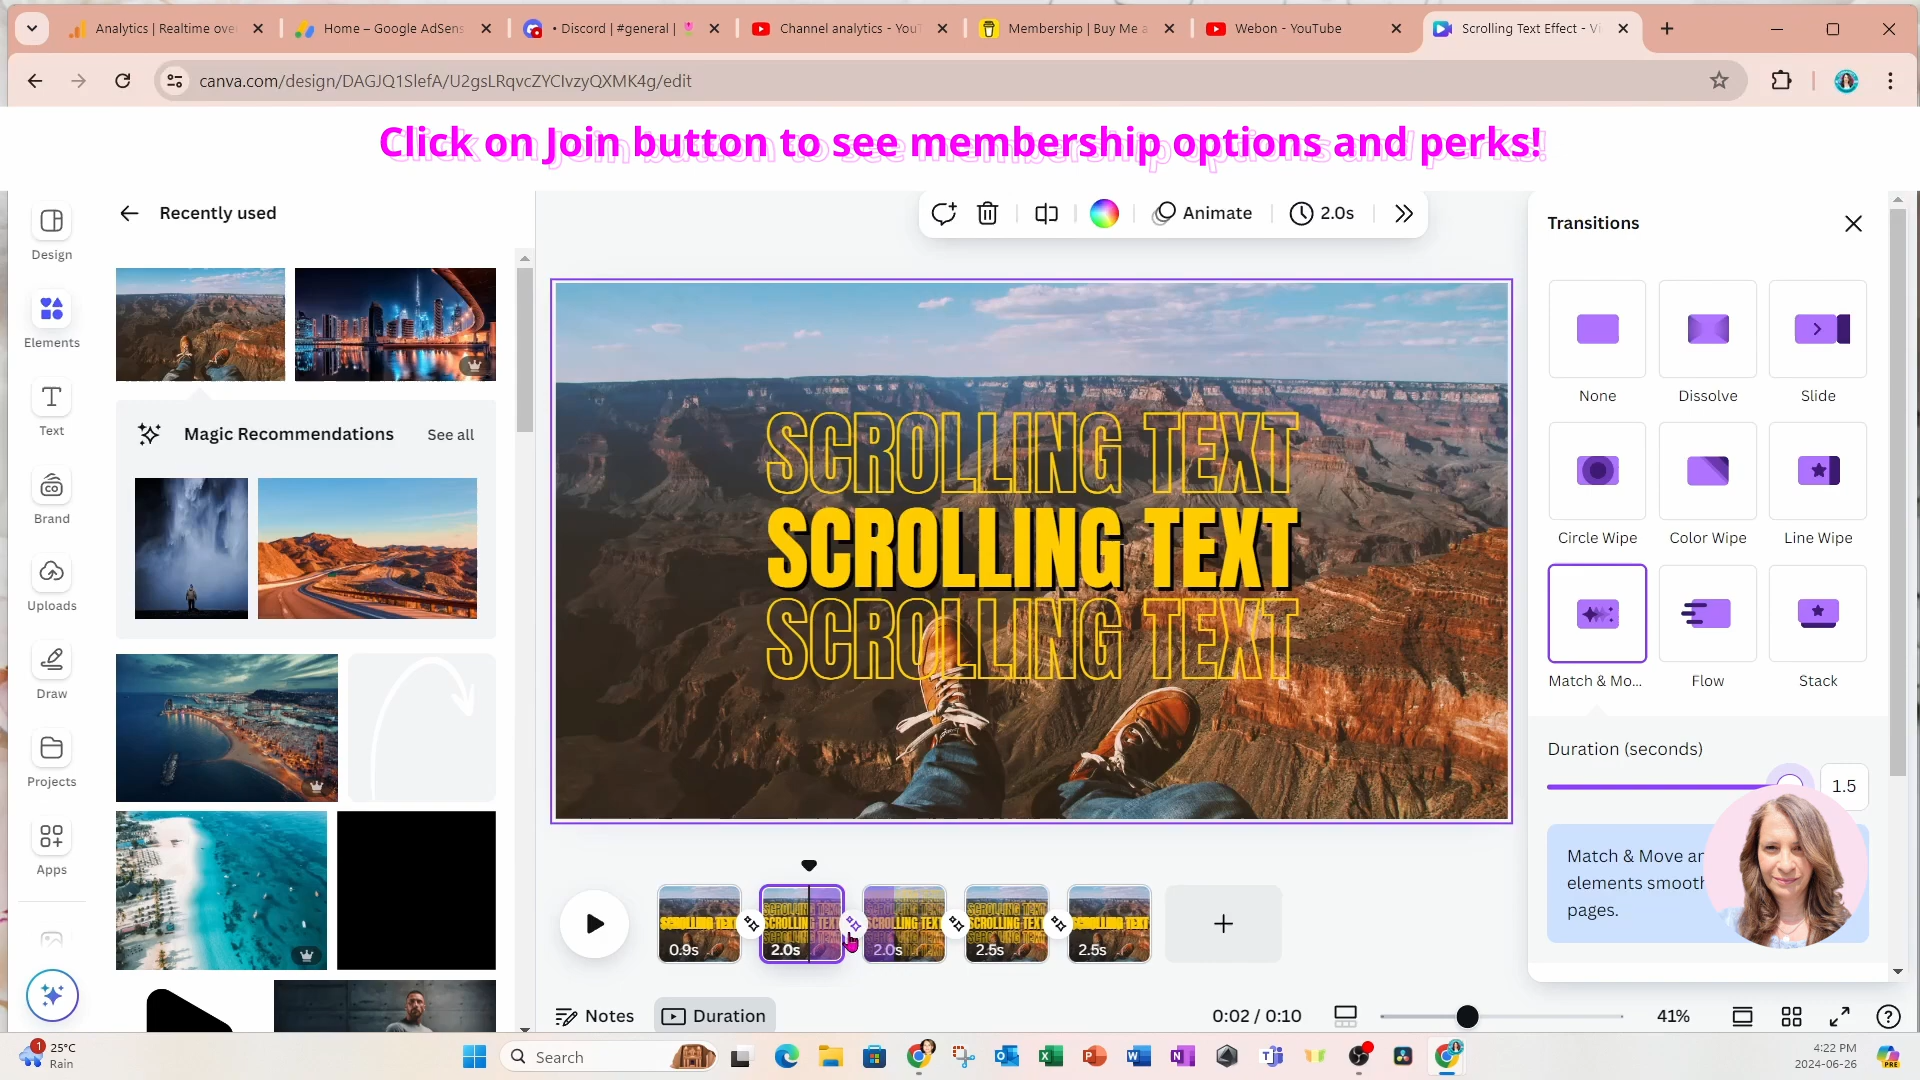 Analytics | Realtime ove
Home – Google AdSens
• Discord | #general |
Channel analytics - You
Membership | Buy Me a
Webon - YouTube
Scrolling Text Effect - Vi
canva.com/design/DAGJQ1SlefA/U2gsLRqvcZYCIvzyQXMK4g/edit
Click on Join button to see membership options and perks!
Design
Elements
Text
Brand
Uploads
Draw
Projects
Apps
Recently used
Magic Recommendations
See all
Animate
2.0s
SCROLLING TEXT
SCROLLING TEXT
SCROLLING TEXT
Transitions
None
Dissolve
Slide
Circle Wipe
Color Wipe
Line Wipe
Match & Mo...
Flow
Stack
Duration (seconds)
1.5
Match & Move an
elements smooth
pages.
0.9s
2.0s
2.0s
2.5s
2.5s
Notes
Duration
0:02 / 0:10
41%
1
25°C
Rain
Search
4:22 PM
2024-06-26